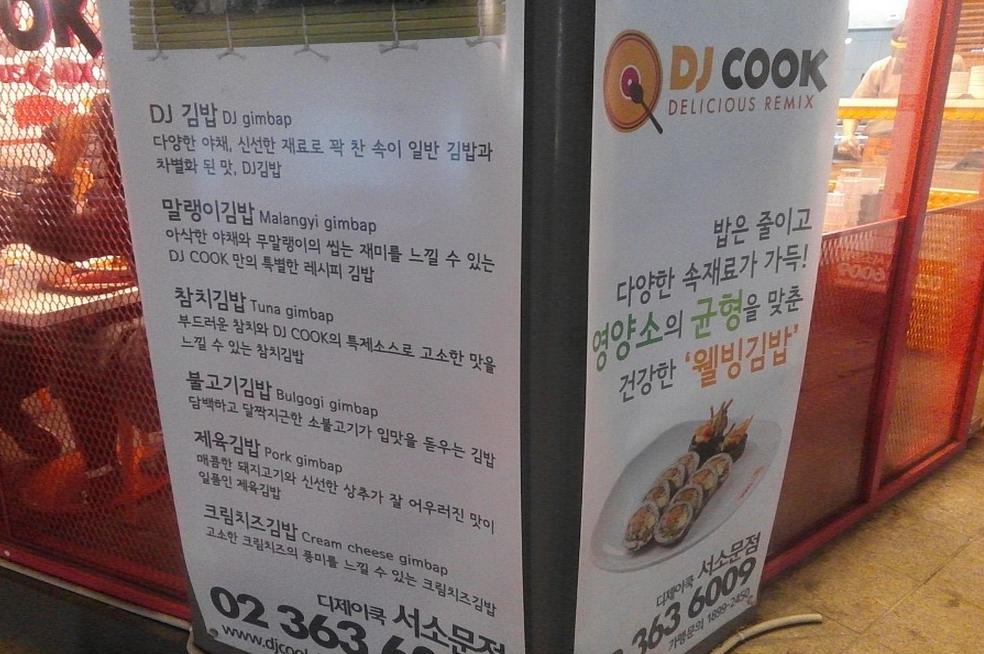 DJ 김밥 DJ gimbap
다양한 야채, 신선한 재료로 꽉 찬 속이 일반 김밥과
차별화 된 맛, DJ김밥
말랭이김밥 Malangyi gimbap
아삭한 야채와 무말랭이의 씹는 재미를 느낄 수 있는
DJ COOK 만의 특별한 레시피 김밥
참치김밥 Tuna gimbap
부드러운 참치와 DJ COOK의 특제소스로 고소한 맛을
느낄 수 있는 참치김밥
불고기김밥 Bulgogi gimbap
담백하고 달짝지근한 소불고기가 입맛을 돋우는 김밥
제육김밥 Pork gimbap
매콤한 돼지고기와 신선한 상추가 잘 어우러진 맛이
일품인 제육김밥
크림치즈김밥 Cream cheese gimbap
고소한 크림치즈의 풍미를 느낄 수 있는 크림치즈김밥
디제이쿡 서소문점
02 363 60
www.djcook
DJ COOK
DELICIOUS REMIX
밥은 줄이고
다양한 속재료가 가득!
영양소의 균형을 맞춘
건강한 '웰빙김밥'
디제이쿡 서소문점
363 6009
가맹문의 1899-2450